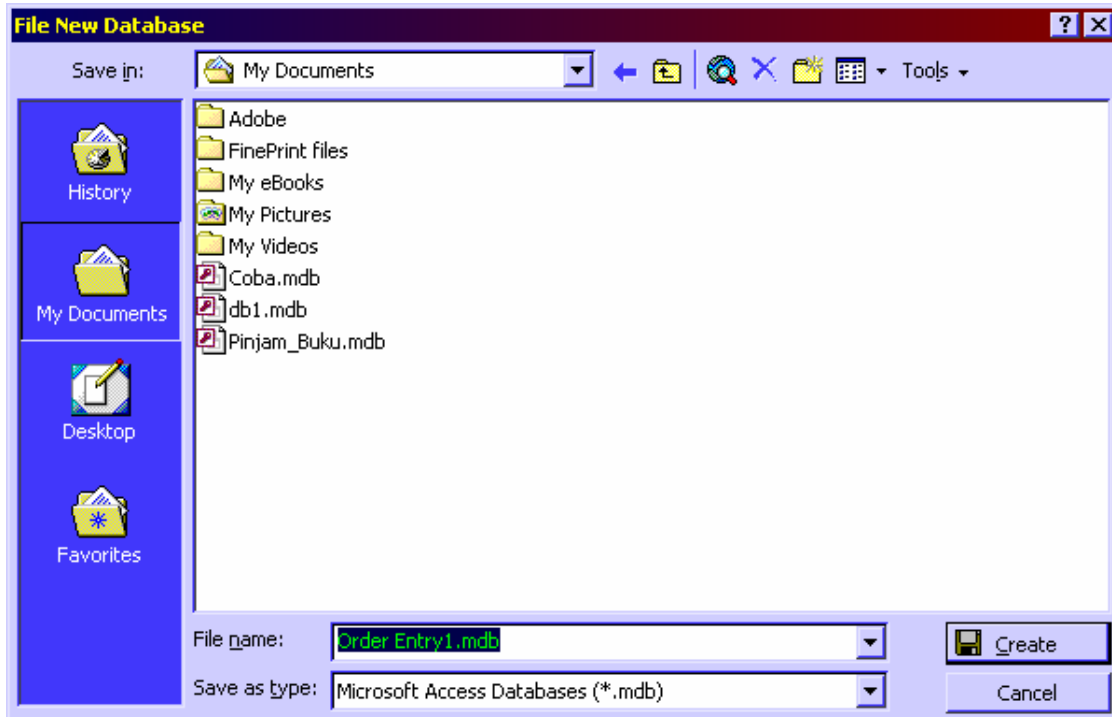 File New Database
Save in: My Documents Tools
Adobe
FinePrint files
My eBooks
My Pictures
My Videos
Coba.mdb
db1.mdb
Pinjam_Buku.mdb
History
My Documents
Desktop
Favorites
File name: Order Entry1.mdb Create
Save as type: Microsoft Access Databases (*.mdb) Cancel